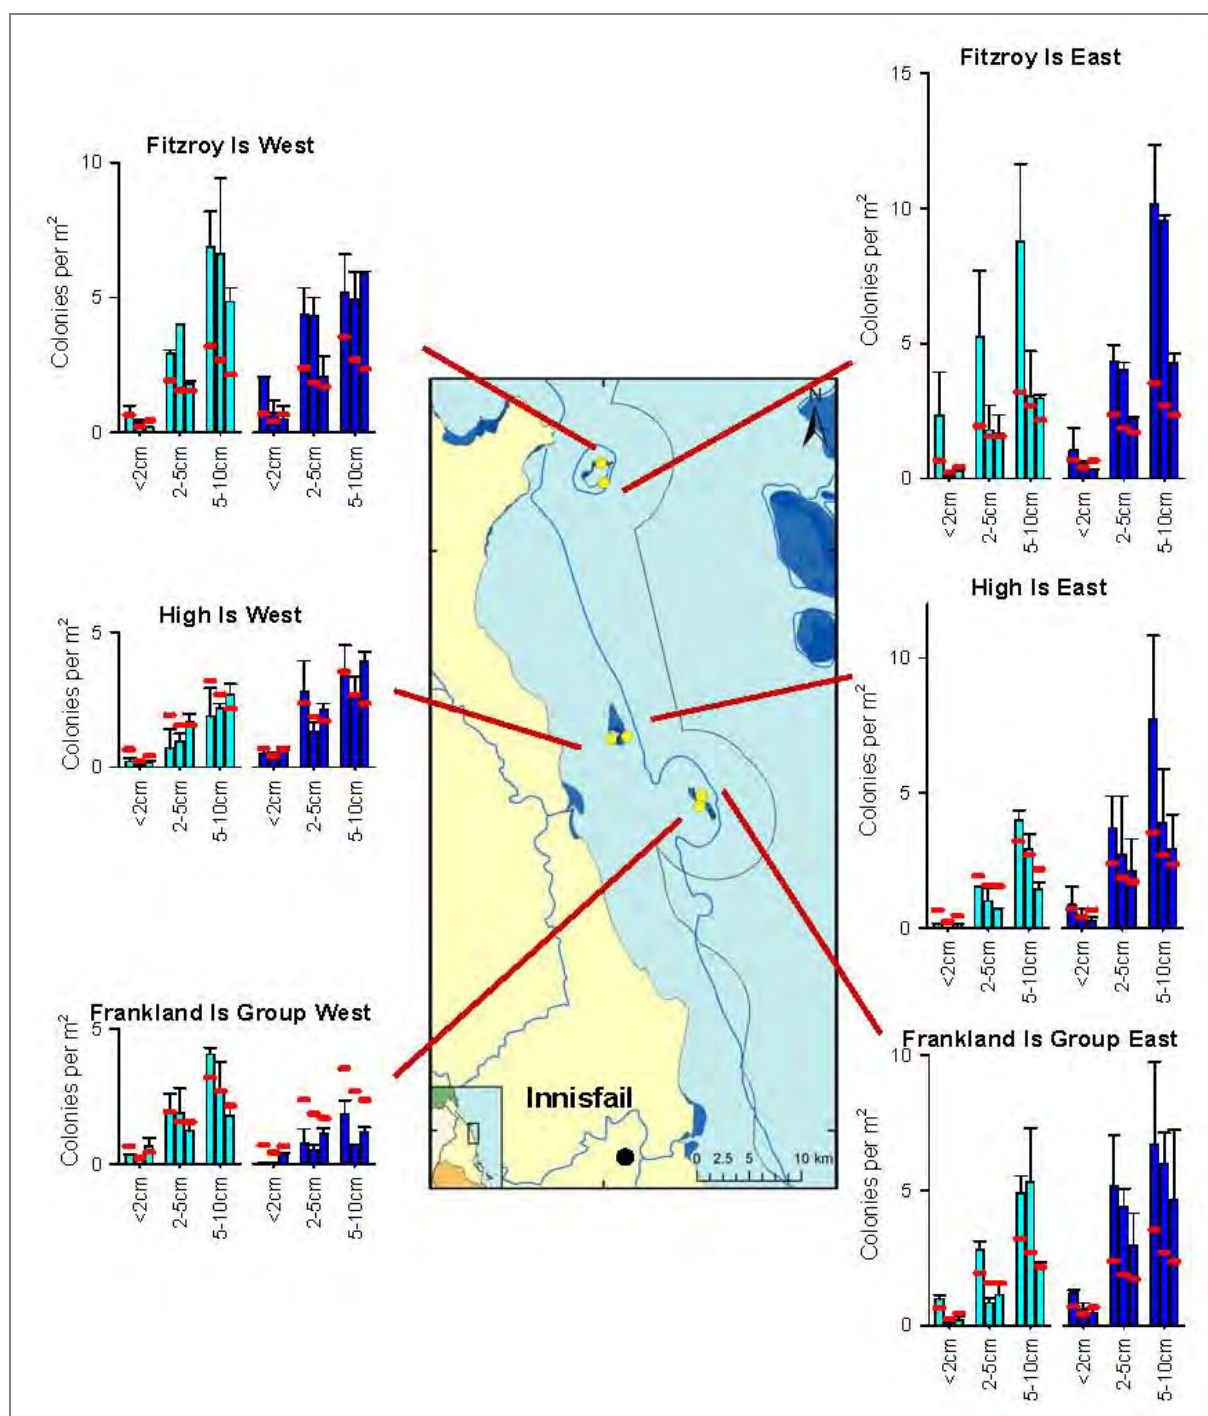 Fitzroy Is West
Colonies per m²
10
5
0
<2cm
2-5cm
5-10cm
<2cm
2-5cm
5-10cm
Fitzroy Is East
Colonies per m²
15
10
5
0
<2cm
2-5cm
5-10cm
<2cm
2-5cm
5-10cm
High Is West
Colonies per m²
5
0
<2cm
2-5cm
5-10cm
<2cm
2-5cm
5-10cm
High Is East
Colonies per m²
10
5
0
<2cm
2-5cm
5-10cm
<2cm
2-5cm
5-10cm
Frankland Is Group West
Colonies per m²
5
0
<2cm
2-5cm
5-10cm
<2cm
2-5cm
5-10cm
Frankland Is Group East
Colonies per m²
10
5
0
<2cm
2-5cm
5-10cm
<2cm
2-5cm
5-10cm
N
Innisfail
0 2.5 5 10 km